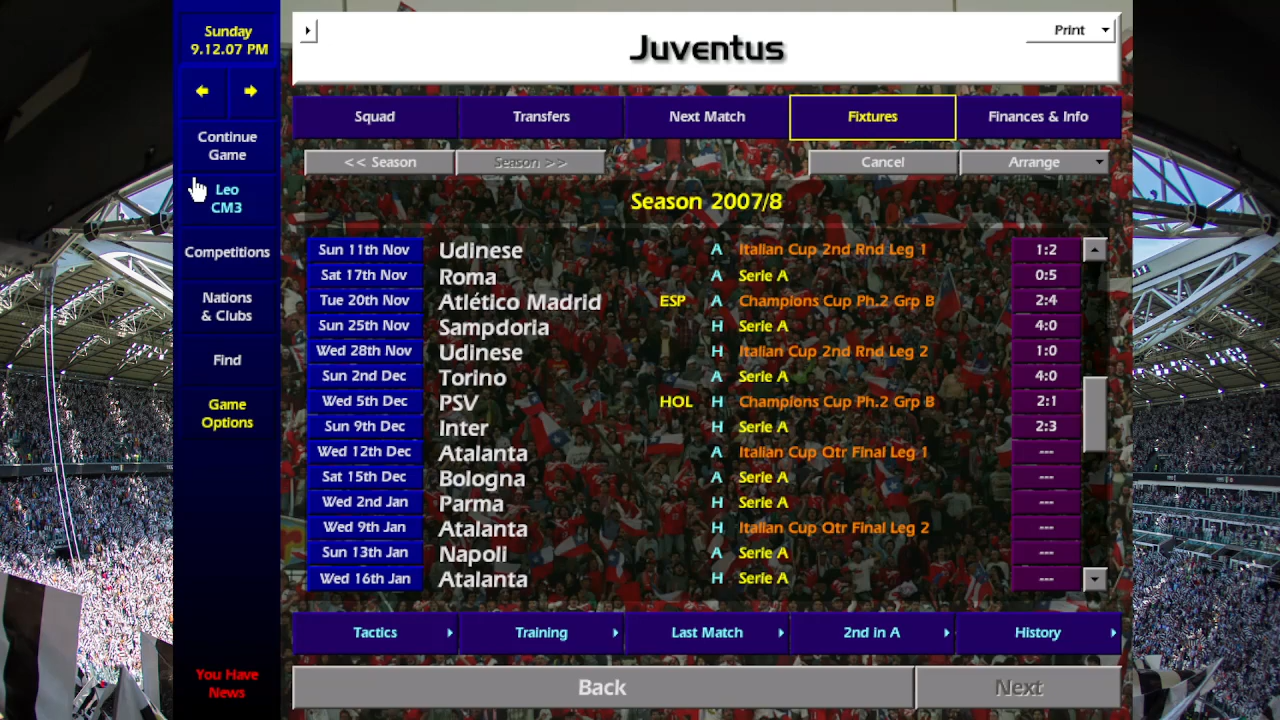 Sunday
9.12.07 PM
Continue
Game
Leo
CM3
Competitions
Nations
& Clubs
Find
Game
Options
You Have
News
Print
Juventus
Squad Transfers Next Match Fixtures Finances & Info
<< Season Season >> Cancel Arrange
Season 2007/8
Sun 11th Nov Udinese A Italian Cup 2nd Rnd Leg 1 1:2
Sat 17th Nov Roma A Serie A 0:5
Tue 20th Nov Atlético Madrid ESP A Champions Cup Ph.2 Grp B 2:4
Sun 25th Nov Sampdoria H Serie A 4:0
Wed 28th Nov Udinese H Italian Cup 2nd Rnd Leg 2 1:0
Sun 2nd Dec Torino A Serie A 4:0
Wed 5th Dec PSV HOL H Champions Cup Ph.2 Grp B 2:1
Sun 9th Dec Inter H Serie A 2:3
Wed 12th Dec Atalanta A Italian Cup Qtr Final Leg 1 ---
Sat 15th Dec Bologna A Serie A ---
Wed 2nd Jan Parma H Serie A ---
Wed 9th Jan Atalanta H Italian Cup Qtr Final Leg 2 ---
Sun 13th Jan Napoli A Serie A ---
Wed 16th Jan Atalanta H Serie A ---
Tactics Training Last Match 2nd in A History
Back Next